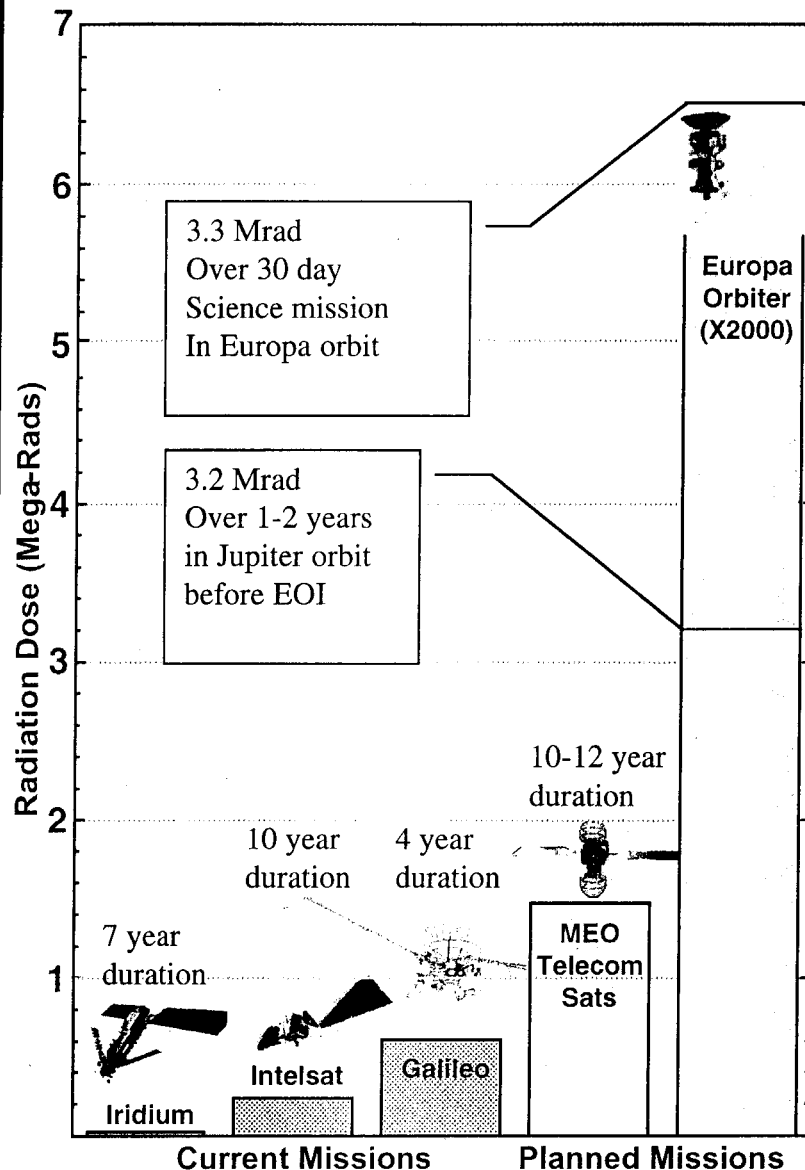 Radiation Dose (Mega-Rads)
7
6
5
4
3
2
1
3.3 Mrad
Over 30 day
Science mission
In Europa orbit
3.2 Mrad
Over 1-2 years
in Jupiter orbit
before EOI
Europa
Orbiter
(X2000)
10-12 year
duration
10 year
duration
4 year
duration
7 year
duration
MEO
Telecom
Sats
Galileo
Intelsat
Iridium
Current Missions
Planned Missions